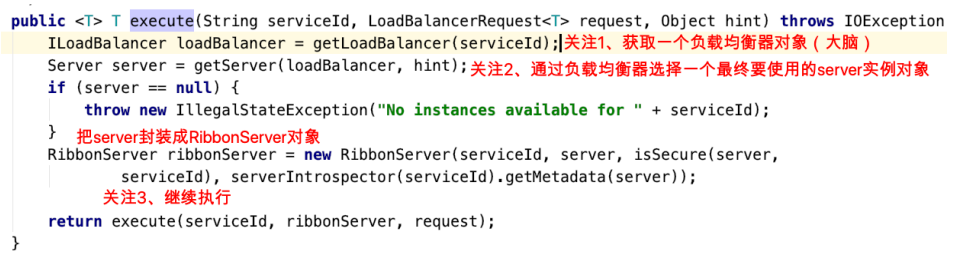 public <T> T execute(String serviceId, LoadBalancerRequest<T> request, Object hint) throws IOException
ILoadBalancer loadBalancer = getLoadBalancer(serviceId);关注1、获取一个负载均衡器对象（大脑）
Server server = getServer(loadBalancer, hint);关注2、通过负载均衡器选择一个最终要使用的server实例对象
if (server == null) {
throw new IllegalStateException("No instances available for " + serviceId);
}
把server封装成RibbonServer对象
RibbonServer ribbonServer = new RibbonServer(serviceId, server, isSecure(server,
serviceId), serverIntrospector(serviceId).getMetadata(server));
关注3、继续执行
return execute(serviceId, ribbonServer, request);
}